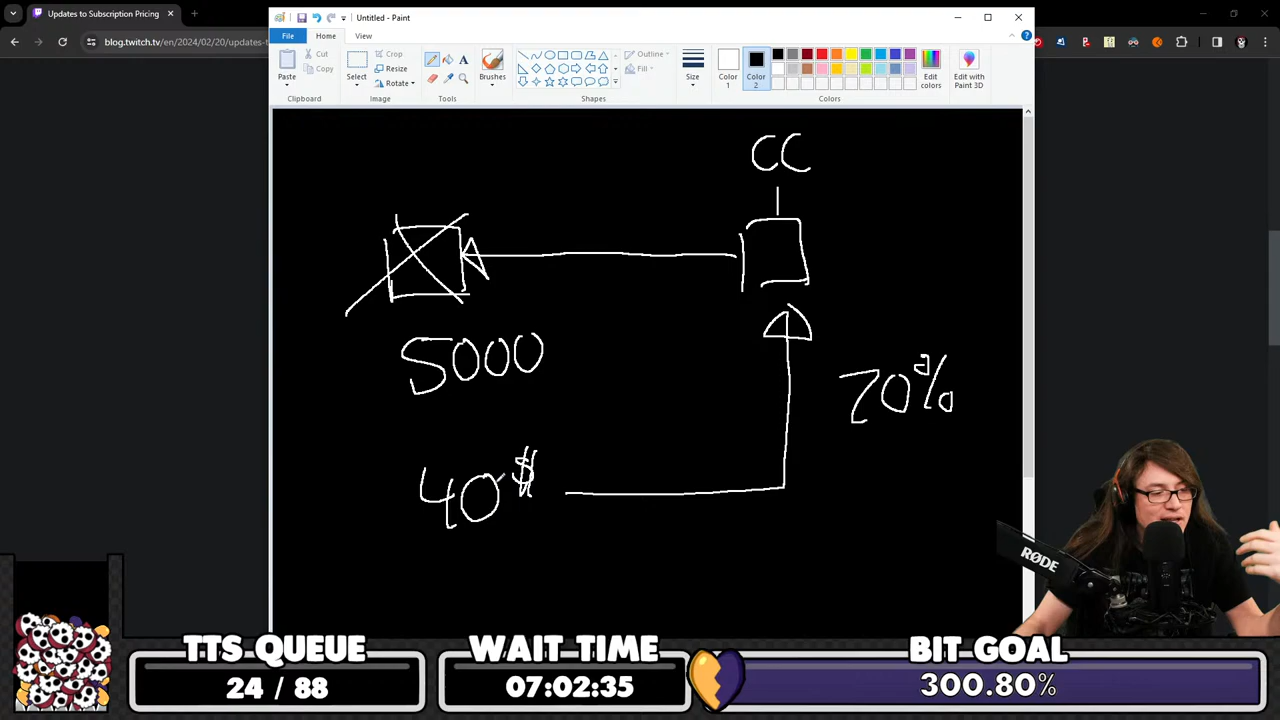 Updates to Subscription Pricing
Untitled - Paint
blog.twitch.tv/en/2024/02/20/updates-t
File
Home
View
Paste
Cut
Copy
Clipboard
Select
Crop
Resize
Rotate
Image
Tools
Brushes
Shapes
Outline
Fill
Size
Color 1
Color 2
Edit colors
Edit with Paint 3D
Colors
CC
5000
70%
40$
RØDE
TTS QUEUE
24 / 88
WAIT TIME
07:02:35
BIT GOAL
300.80%